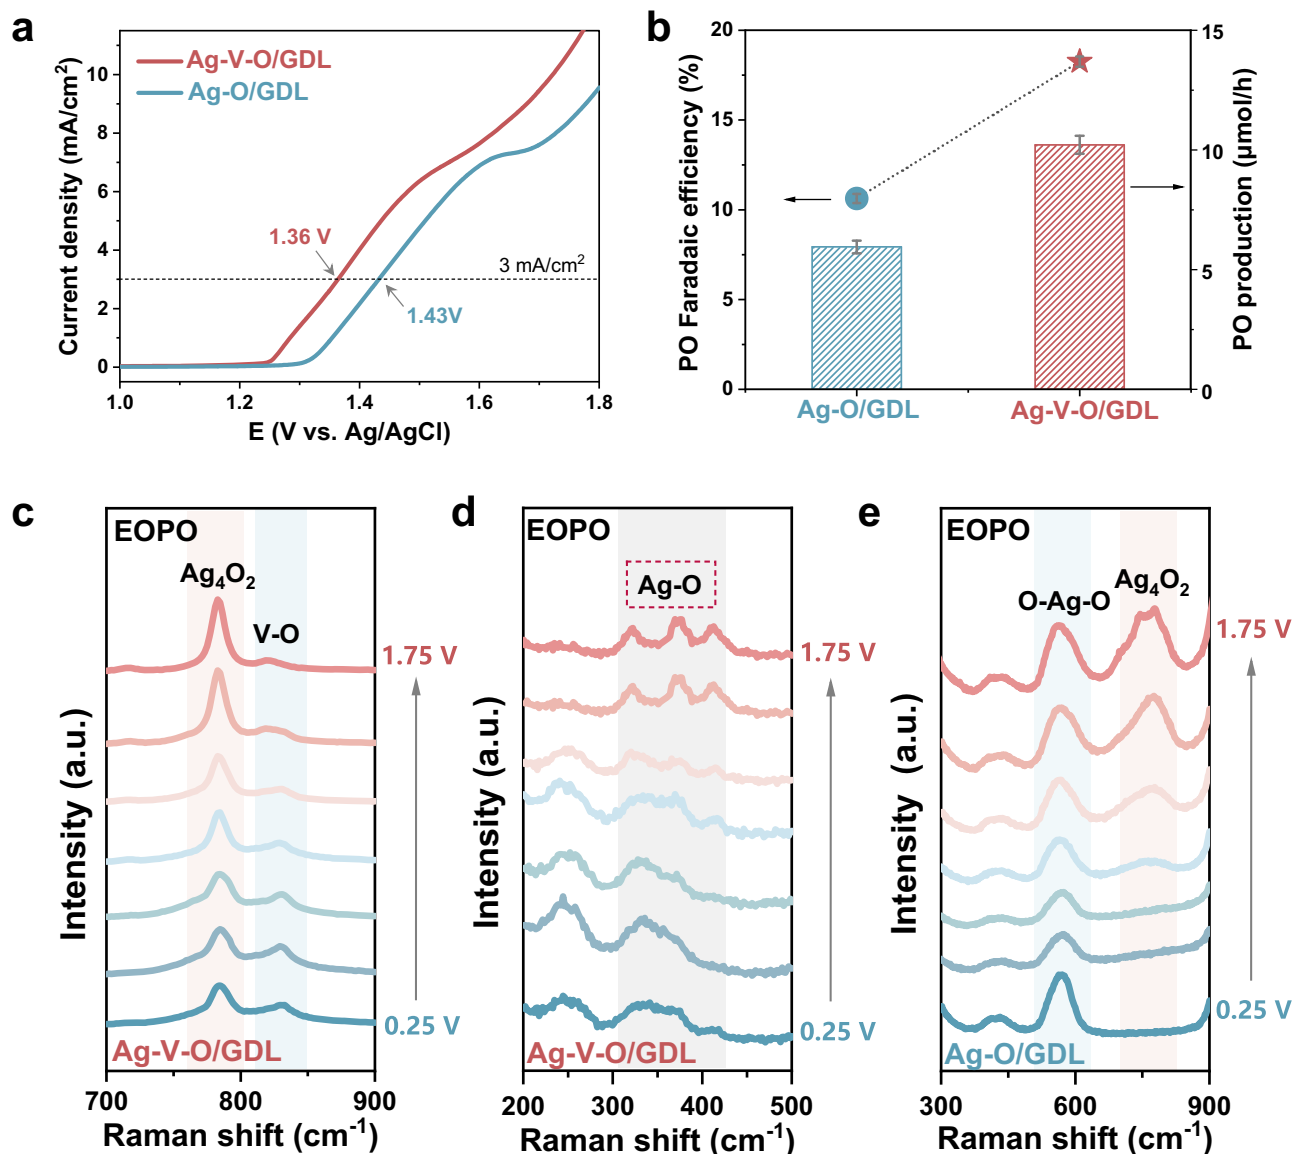 a
Ag-V-O/GDL
Ag-O/GDL
1.36 V
3 mA/cm²
1.43V
Current density (mA/cm²)
10
8
6
4
2
0
1.0
1.2
1.4
1.6
1.8
E (V vs. Ag/AgCl)
b
PO Faradaic efficiency (%)
20
15
10
5
0
15
10
5
0
PO production (μmol/h)
Ag-O/GDL
Ag-V-O/GDL
c
EOPO
Ag₄O₂
V-O
1.75 V
0.25 V
Ag-V-O/GDL
Intensity (a.u.)
700
800
900
Raman shift (cm⁻¹)
d
EOPO
Ag-O
1.75 V
0.25 V
Ag-V-O/GDL
Intensity (a.u.)
200
300
400
500
Raman shift (cm⁻¹)
e
EOPO
O-Ag-O
Ag₄O₂
1.75 V
0.25 V
Ag-O/GDL
Intensity (a.u.)
300
600
900
Raman shift (cm⁻¹)